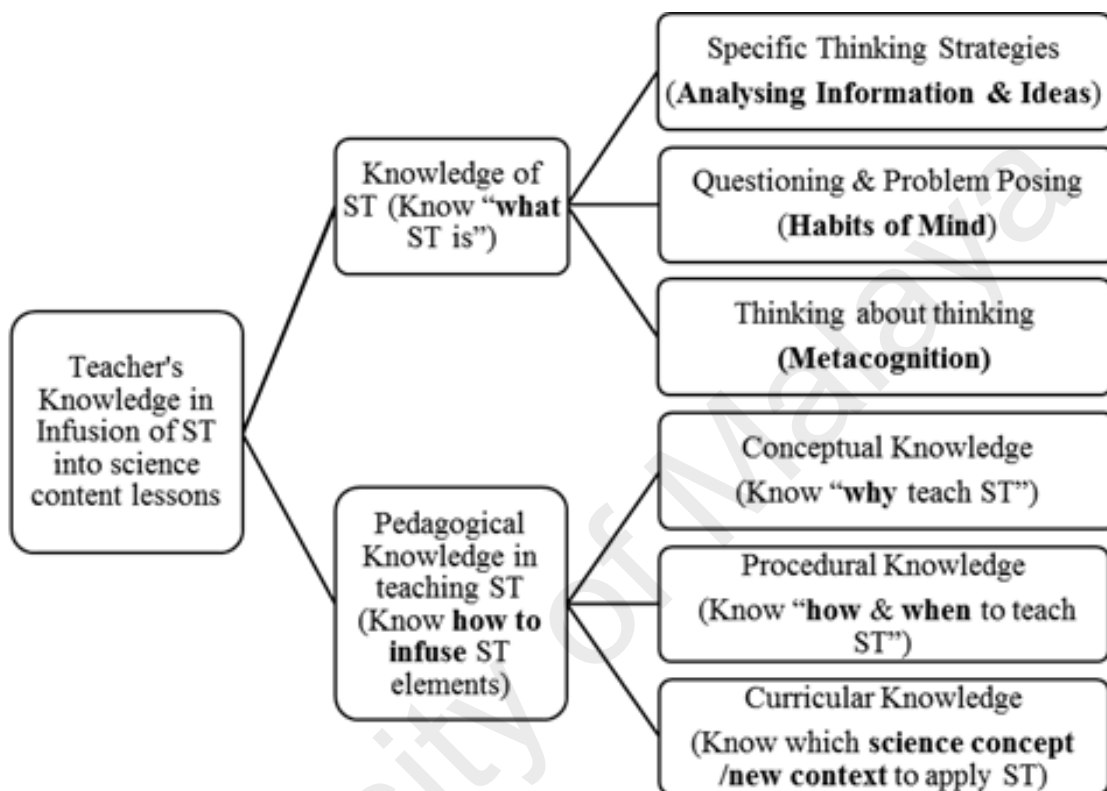 Teacher's
Knowledge in
Infusion of ST
into science
content lessons
Knowledge of
ST (Know “what
ST is”)
Specific Thinking Strategies
(Analysing Information & Ideas)
Questioning & Problem Posing
(Habits of Mind)
Thinking about thinking
(Metacognition)
Pedagogical
Knowledge in
teaching ST
(Know how to
infuse ST
elements)
Conceptual Knowledge
(Know “why teach ST”)
Procedural Knowledge
(Know “how & when to teach
ST”)
Curricular Knowledge
(Know which science concept
/new context to apply ST)
of Malaya